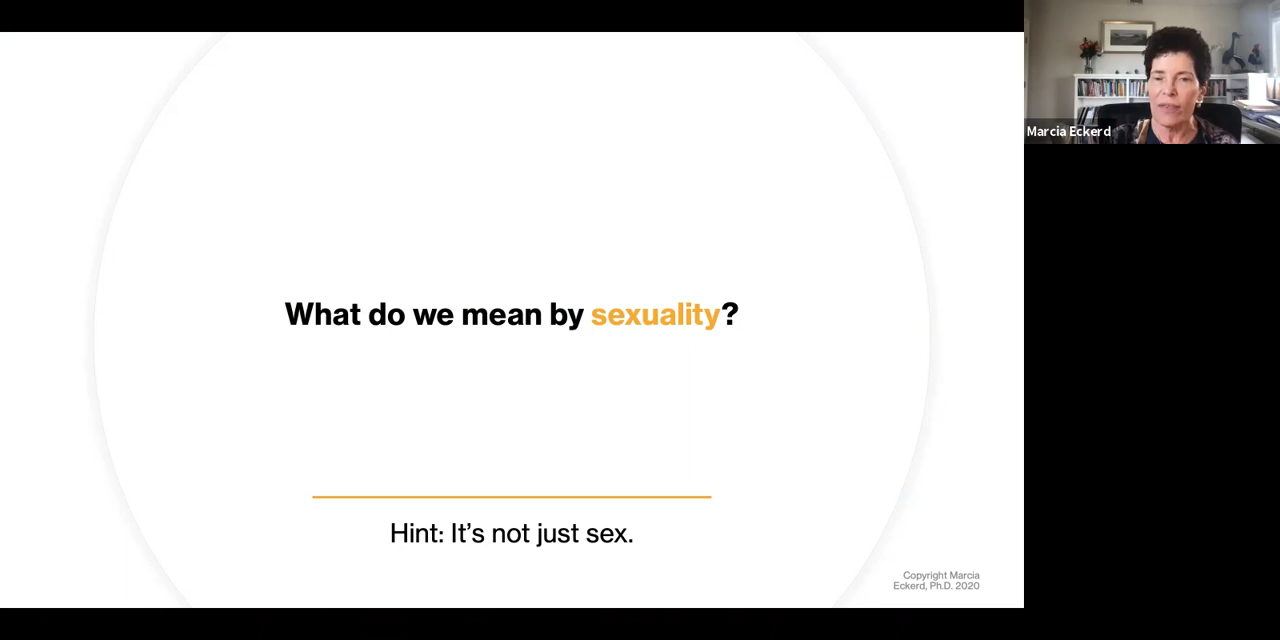 What do we mean by sexuality?
Hint: It’s not just sex.
Copyright Marcia
Eckerd, Ph.D. 2020
Marcia Eckerd